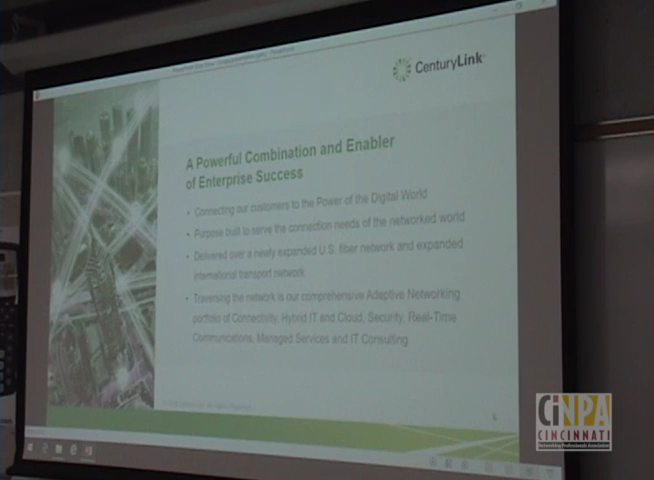 CenturyLink
A Powerful Combination and Enabler
of Enterprise Success
• Connecting our customers to the Power of the Digital World
• Purpose built to serve the connection needs of the networked world
• Delivered over a newly expanded U.S. fiber network and expanded
international transport network
• Traversing the network is our comprehensive Adaptive Networking
portfolio of Connectivity, Hybrid IT and Cloud, Security, Real-Time
Communications, Managed Services and IT Consulting
CiNPA
CINCINNATI
Networking Professionals Association